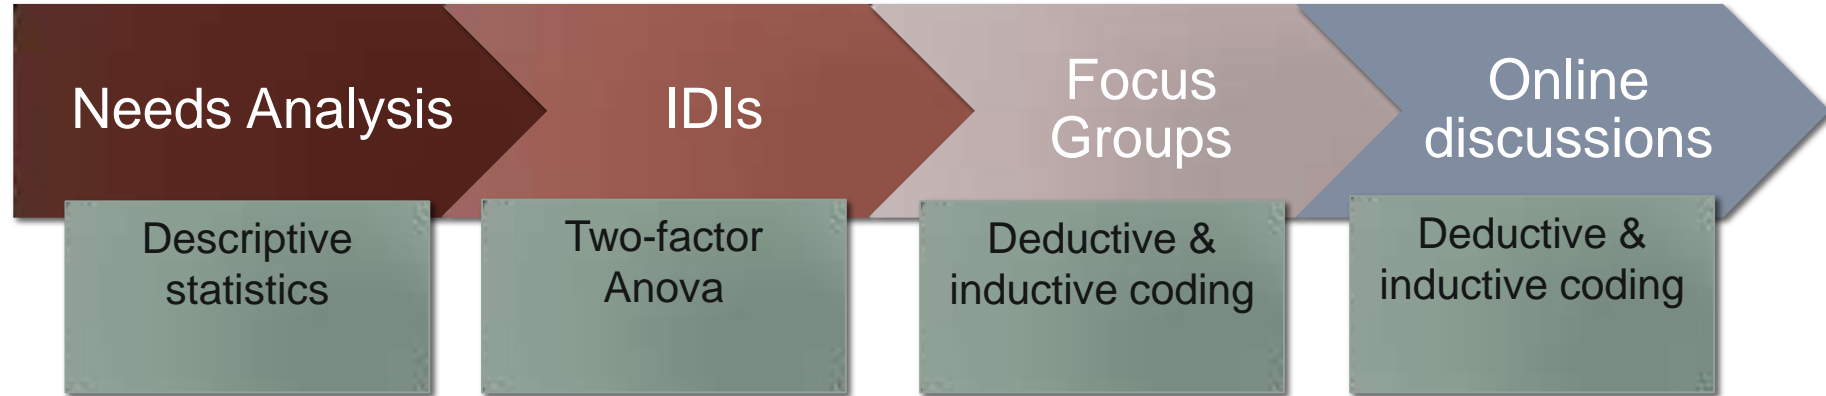 Needs Analysis
IDIs
Focus
Groups
Online
discussions
Descriptive
statistics
Two-factor
Anova
Deductive &
inductive coding
Deductive &
inductive coding